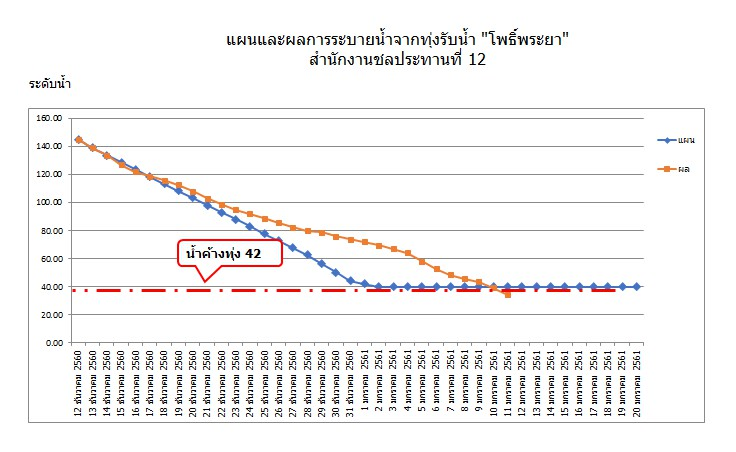 แผนและผลการระบายน้ำจากทุ่งรับน้ำ "โพธิ์พระยา"
สำนักงานชลประทานที่ 12
ระดับน้ำ
160.00
140.00
120.00
100.00
80.00
60.00
40.00
20.00
0.00
แผน
ผล
น้ำค้างทุ่ง 42
12 ธันวาคม 2560
13 ธันวาคม 2560
14 ธันวาคม 2560
15 ธันวาคม 2560
16 ธันวาคม 2560
17 ธันวาคม 2560
18 ธันวาคม 2560
19 ธันวาคม 2560
20 ธันวาคม 2560
21 ธันวาคม 2560
22 ธันวาคม 2560
23 ธันวาคม 2560
24 ธันวาคม 2560
25 ธันวาคม 2560
26 ธันวาคม 2560
27 ธันวาคม 2560
28 ธันวาคม 2560
29 ธันวาคม 2560
30 ธันวาคม 2560
31 ธันวาคม 2560
1 มกราคม 2561
2 มกราคม 2561
3 มกราคม 2561
4 มกราคม 2561
5 มกราคม 2561
6 มกราคม 2561
7 มกราคม 2561
8 มกราคม 2561
9 มกราคม 2561
10 มกราคม 2561
11 มกราคม 2561
12 มกราคม 2561
13 มกราคม 2561
14 มกราคม 2561
15 มกราคม 2561
16 มกราคม 2561
17 มกราคม 2561
18 มกราคม 2561
19 มกราคม 2561
20 มกราคม 2561